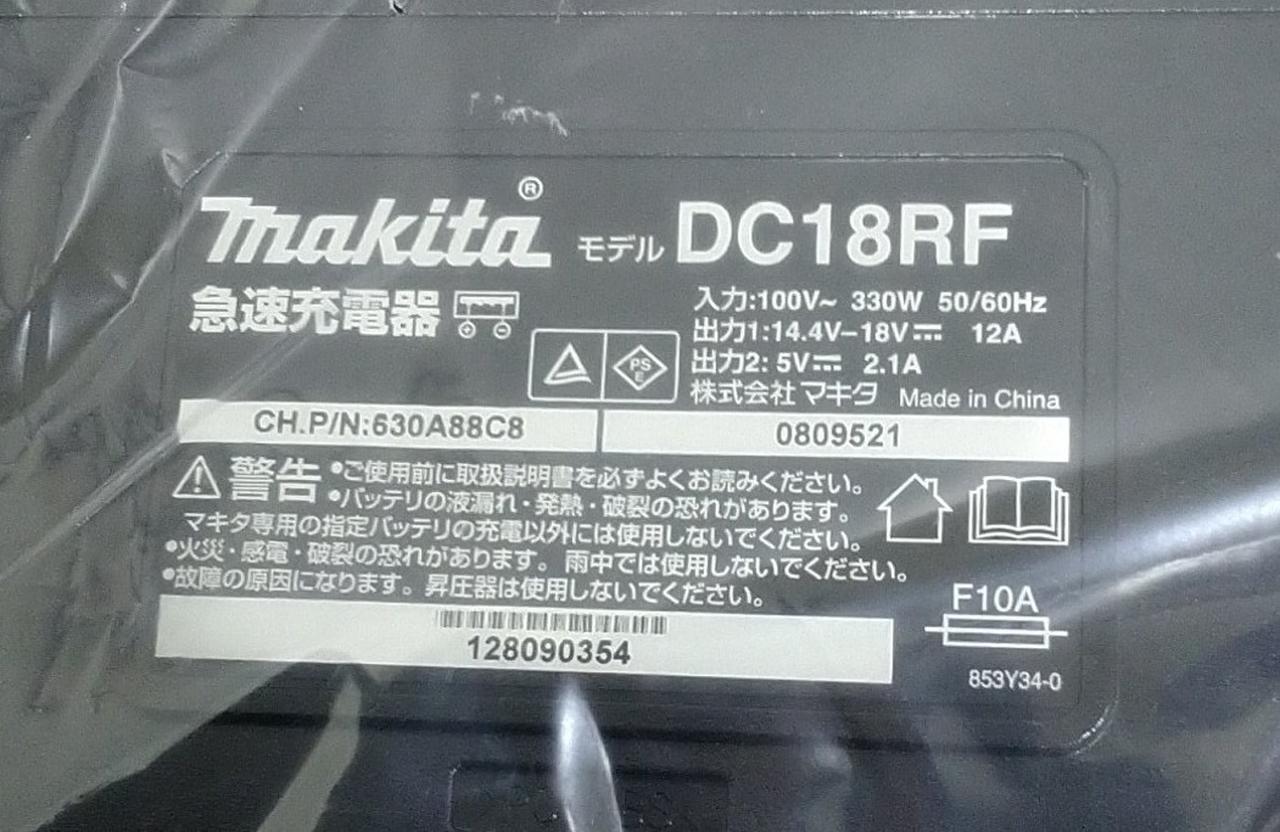 makita® モデル DC18RF
急速充電器
入力:100V~ 330W 50/60Hz
出力1:14.4V–18V⎓ 12A
出力2: 5V⎓ 2.1A
PS
E
株式会社 マキタ Made in China
CH.P/N:630A88C8
0809521
警告 •ご使用前に取扱説明書を必ずよくお読みください。
•バッテリの液漏れ・発熱・破裂の恐れがあります。
マキタ専用の指定バッテリの充電以外には使用しないでください。
•火災・感電・破裂の恐れがあります。雨中では使用しないでください。
•故障の原因になります。昇圧器は使用しないでください。
F10A
128090354
853Y34-0